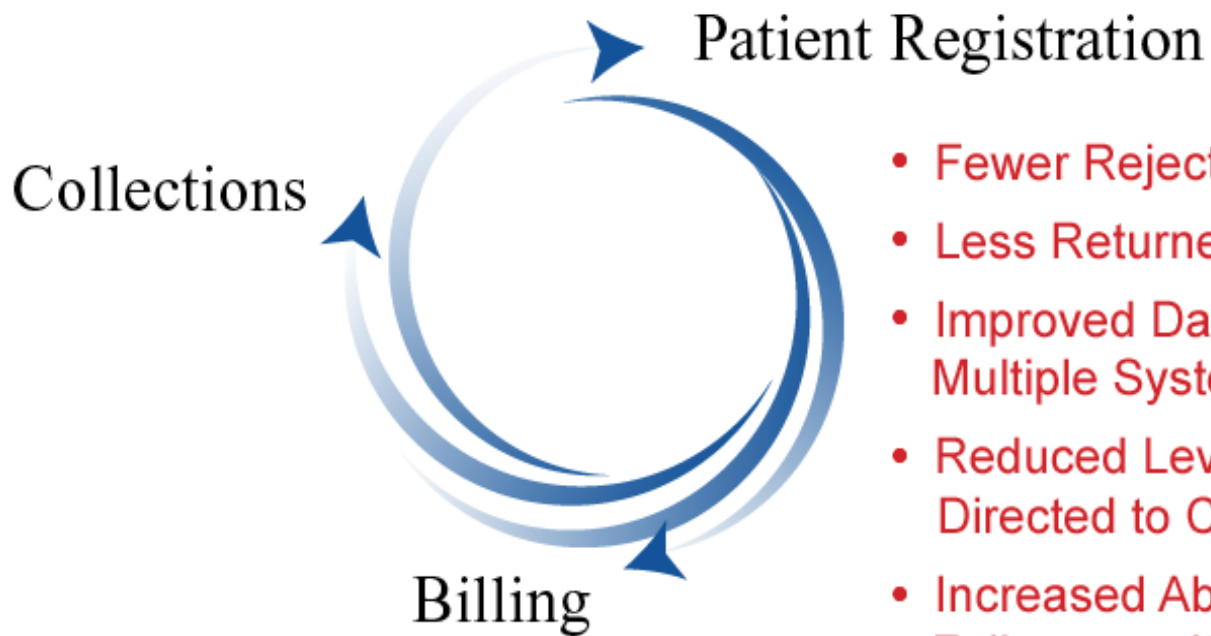 Patient Registration
Collections
Billing
• Fewer Reject
• Less Returne
• Improved Da
Multiple Syst
• Reduced Lev
Directed to C
• Increased Ab